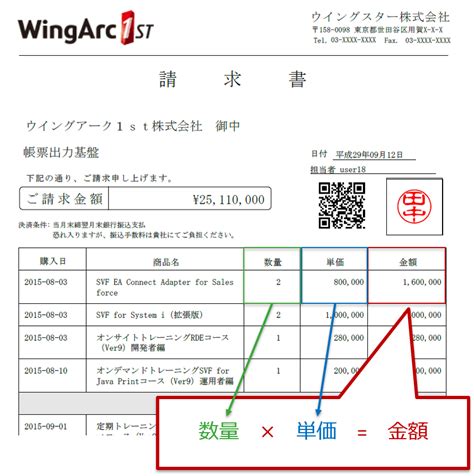 WingArc 1ST
ウイングスター株式会社
〒158-0098 東京都世田谷区用賀X-X-X
Tel. 03-XXXX-XXXX Fax. 03-XXXX-XXXX
請求書
ウイングアーク1st株式会社 御中
帳票出力基盤
日付 平成29年09月12日
担当者 user18
下記の通り、ご請求申し上げます。
ご請求金額 ¥25,110,000
田中
決済条件: 当月末締翌月末銀行振込支払
恐れ入りますが、振込手数料は貴社にてご負担ください。
購入日 商品名 数量 単価 金額
2015-08-03 SVF EA Connect Adapter for Sales force 2 800,000 1,600,000
2015-08-03 SVF for System i (拡張版) 2 1,000,000
2015-08-03 オンサイトトレーニングRDEコース (Ver9) 開発者編 1 280,000 280,000
2015-08-10 オンデマンドトレーニングSVF for Java Printコース (Ver9) 運用者編
2015-09-01 定期トレーニン
数量 × 単価 = 金額